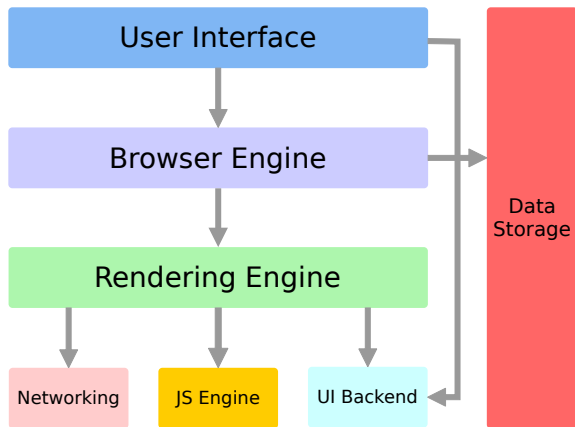 User Interface
Browser Engine
Data
Storage
Rendering Engine
Networking
JS Engine
UI Backend